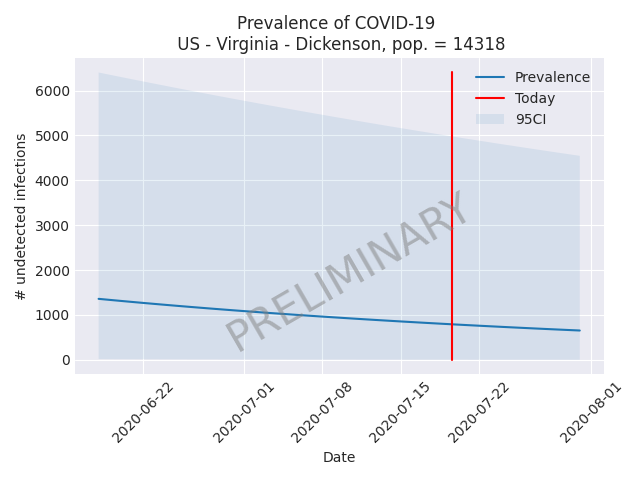 Prevalence of COVID-19
US - Virginia - Dickenson, pop. = 14318
Prevalence
Today
95CI
# undetected infections
6000
5000
4000
3000
2000
1000
0
PRELIMINARY
2020-06-22
2020-07-01
2020-07-08
2020-07-15
2020-07-22
2020-08-01
Date